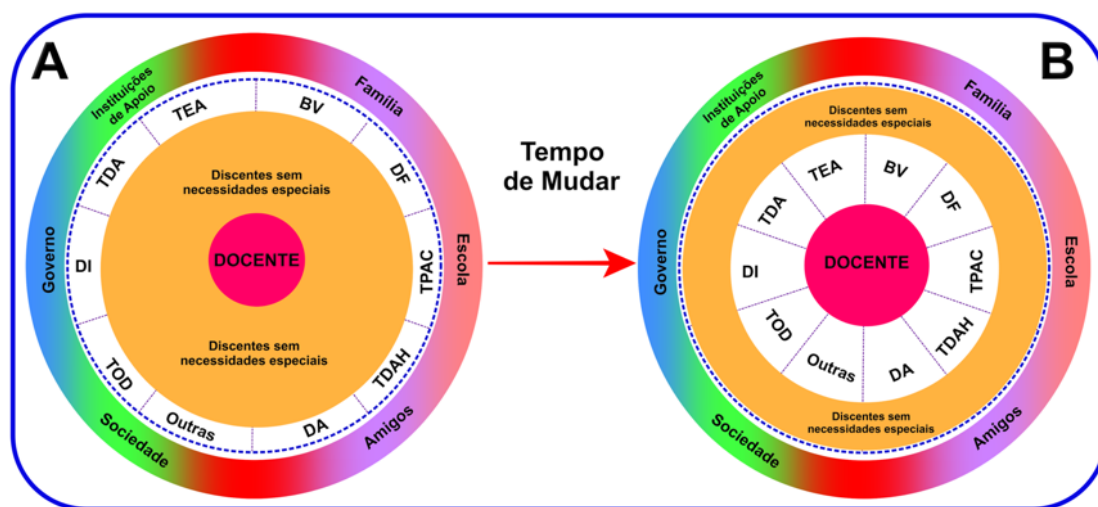 A
Instituições
de Apoio
Família
Escola
Amigos
Sociedade
Governo
TEA
BV
DF
TPAC
TDAH
DA
Outras
TOD
DI
TDA
Discentes sem
necessidades especiais
DOCENTE
Discentes sem
necessidades especiais
Tempo
de Mudar
B
Instituições
de Apoio
Família
Escola
Amigos
Sociedade
Governo
Discentes sem
necessidades especiais
TEA
BV
DF
TPAC
TDAH
DA
Outras
TOD
DI
TDA
DOCENTE
Discentes sem
necessidades especiais